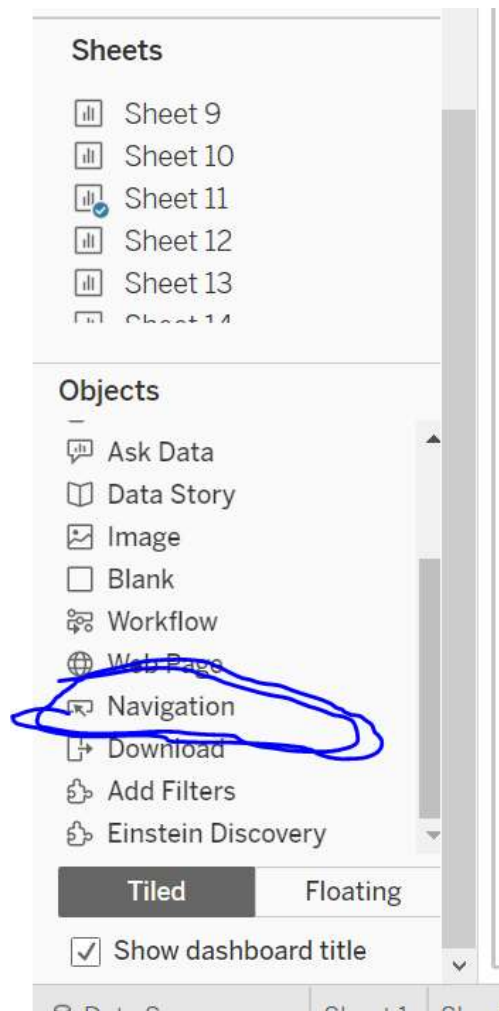 Sheets
Sheet 9
Sheet 10
Sheet 11
Sheet 12
Sheet 13
Sheet 14
Objects
Ask Data
Data Story
Image
Blank
Workflow
Web Page
Navigation
Download
Add Filters
Einstein Discovery
Tiled Floating
Show dashboard title